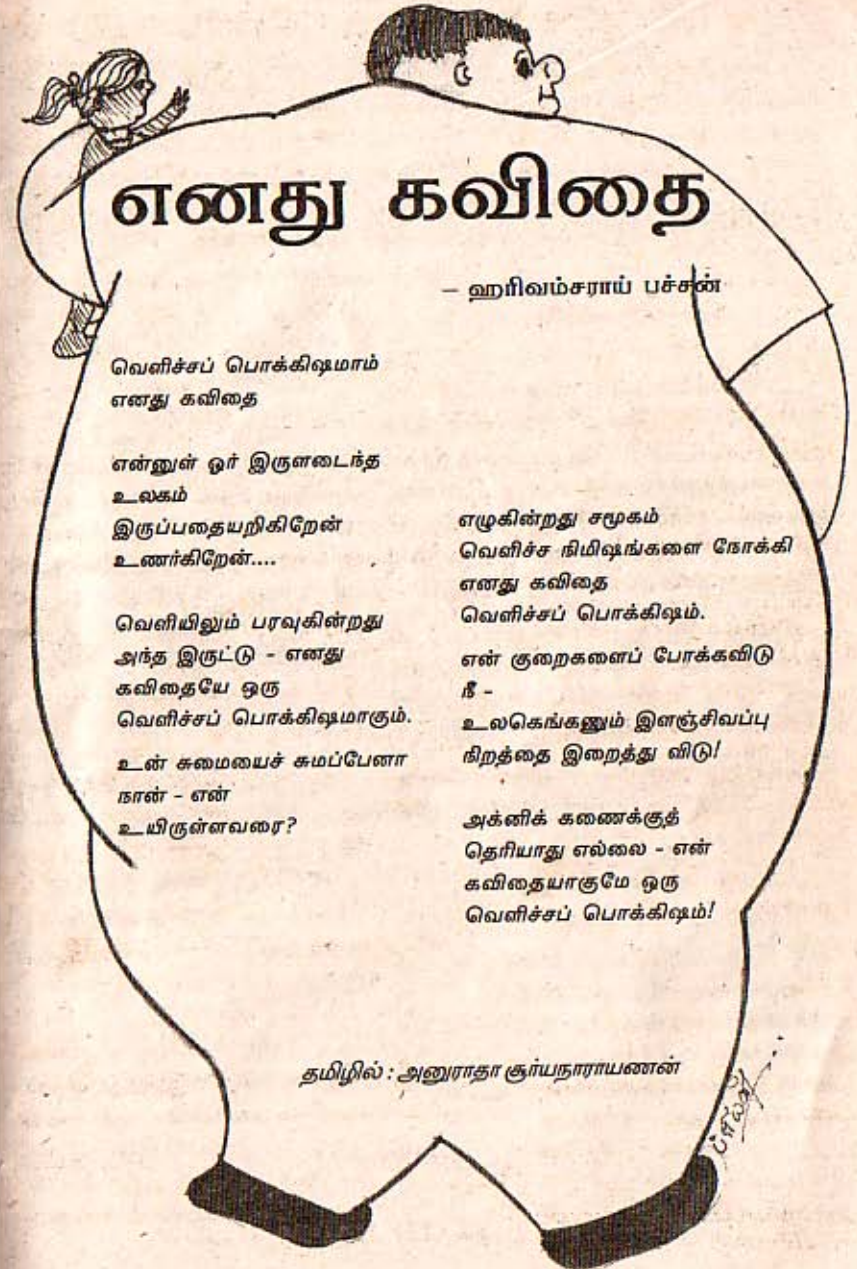 எனது கவிதை
– ஹரிவம்சராய் பச்சன்
வெளிச்சப் பொக்கிஷமாம்
எனது கவிதை
என்னுள் ஓர் இருளடைந்த
உலகம்
இருப்பதையறிகிறேன்
உணர்கிறேன்....
வெளியிலும் பரவுகின்றது
அந்த இருட்டு - எனது
கவிதையே ஒரு
வெளிச்சப் பொக்கிஷமாகும்.
உன் சுமையைச் சுமப்பேனா
நான் - என்
உயிருள்ளவரை?
எழுகின்றது சமூகம்
வெளிச்ச நிமிஷங்களை நோக்கி
எனது கவிதை
வெளிச்சப் பொக்கிஷம்.
என் குறைகளைப் போக்கவிடு
நீ -
உலகெங்கணும் இளஞ்சிவப்பு
நிறத்தை இறைத்து விடு!
அக்னிக் கணைக்குத்
தெரியாது எல்லை - என்
கவிதையாகுமே ஒரு
வெளிச்சப் பொக்கிஷம்!
தமிழில் : அனுராதா சூர்யநாராயணன்